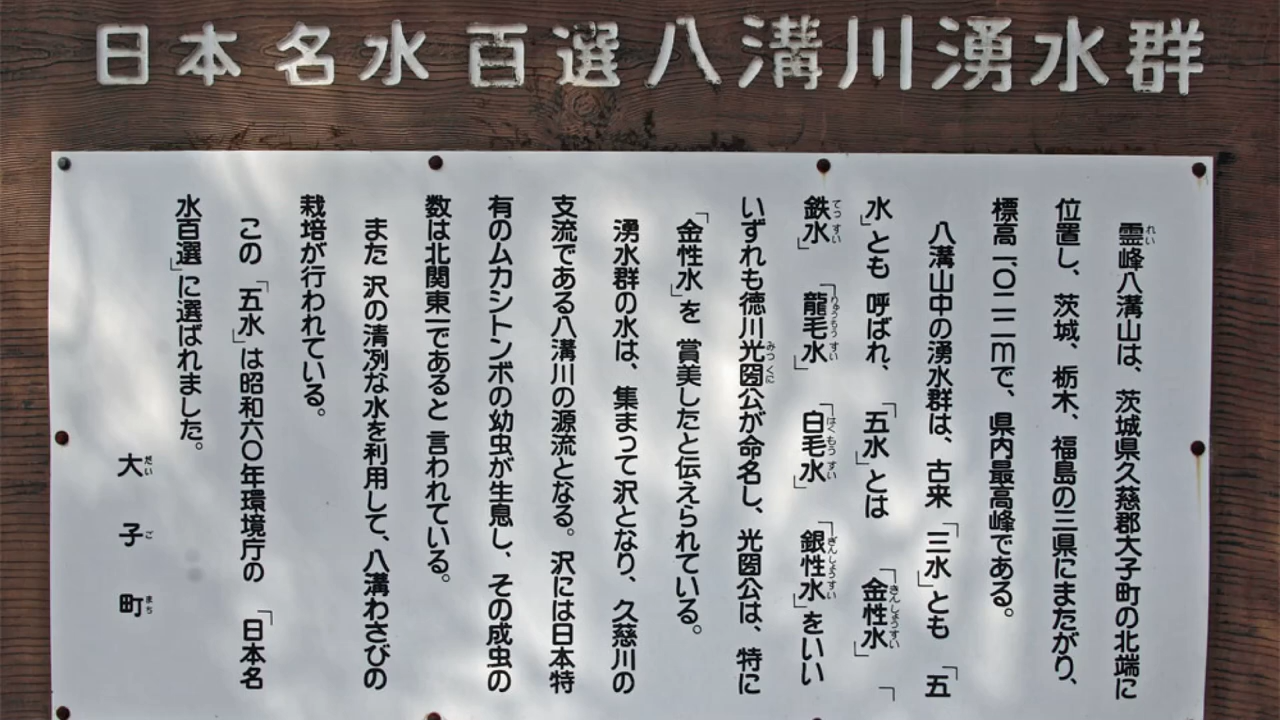 日本名水百選八溝川湧水群
霊峰八溝山は、茨城県久慈郡大子町の北端に
位置し、茨城、栃木、福島の三県にまたがり、
標高一〇二二mで、県内最高峰である。
八溝山中の湧水群は、古来「三水」とも「五
水」とも呼ばれ、「五水」とは「金性水」「
鉄水」「龍毛水」「白毛水」「銀性水」をいい
いずれも徳川光圀公が命名し、光圀公は、特に
「金性水」を賞美したと伝えられている。
湧水群の水は、集まって沢となり、久慈川の
支流である八溝川の源流となる。沢には日本特
有のムカシトンボの幼虫が生息し、その成虫の
数は北関東一であると言われている。
また沢の清冽な水を利用して、八溝わさびの
栽培が行われている。
この「五水」は昭和六〇年環境庁の「日本名
水百選」に選ばれました。
大子町